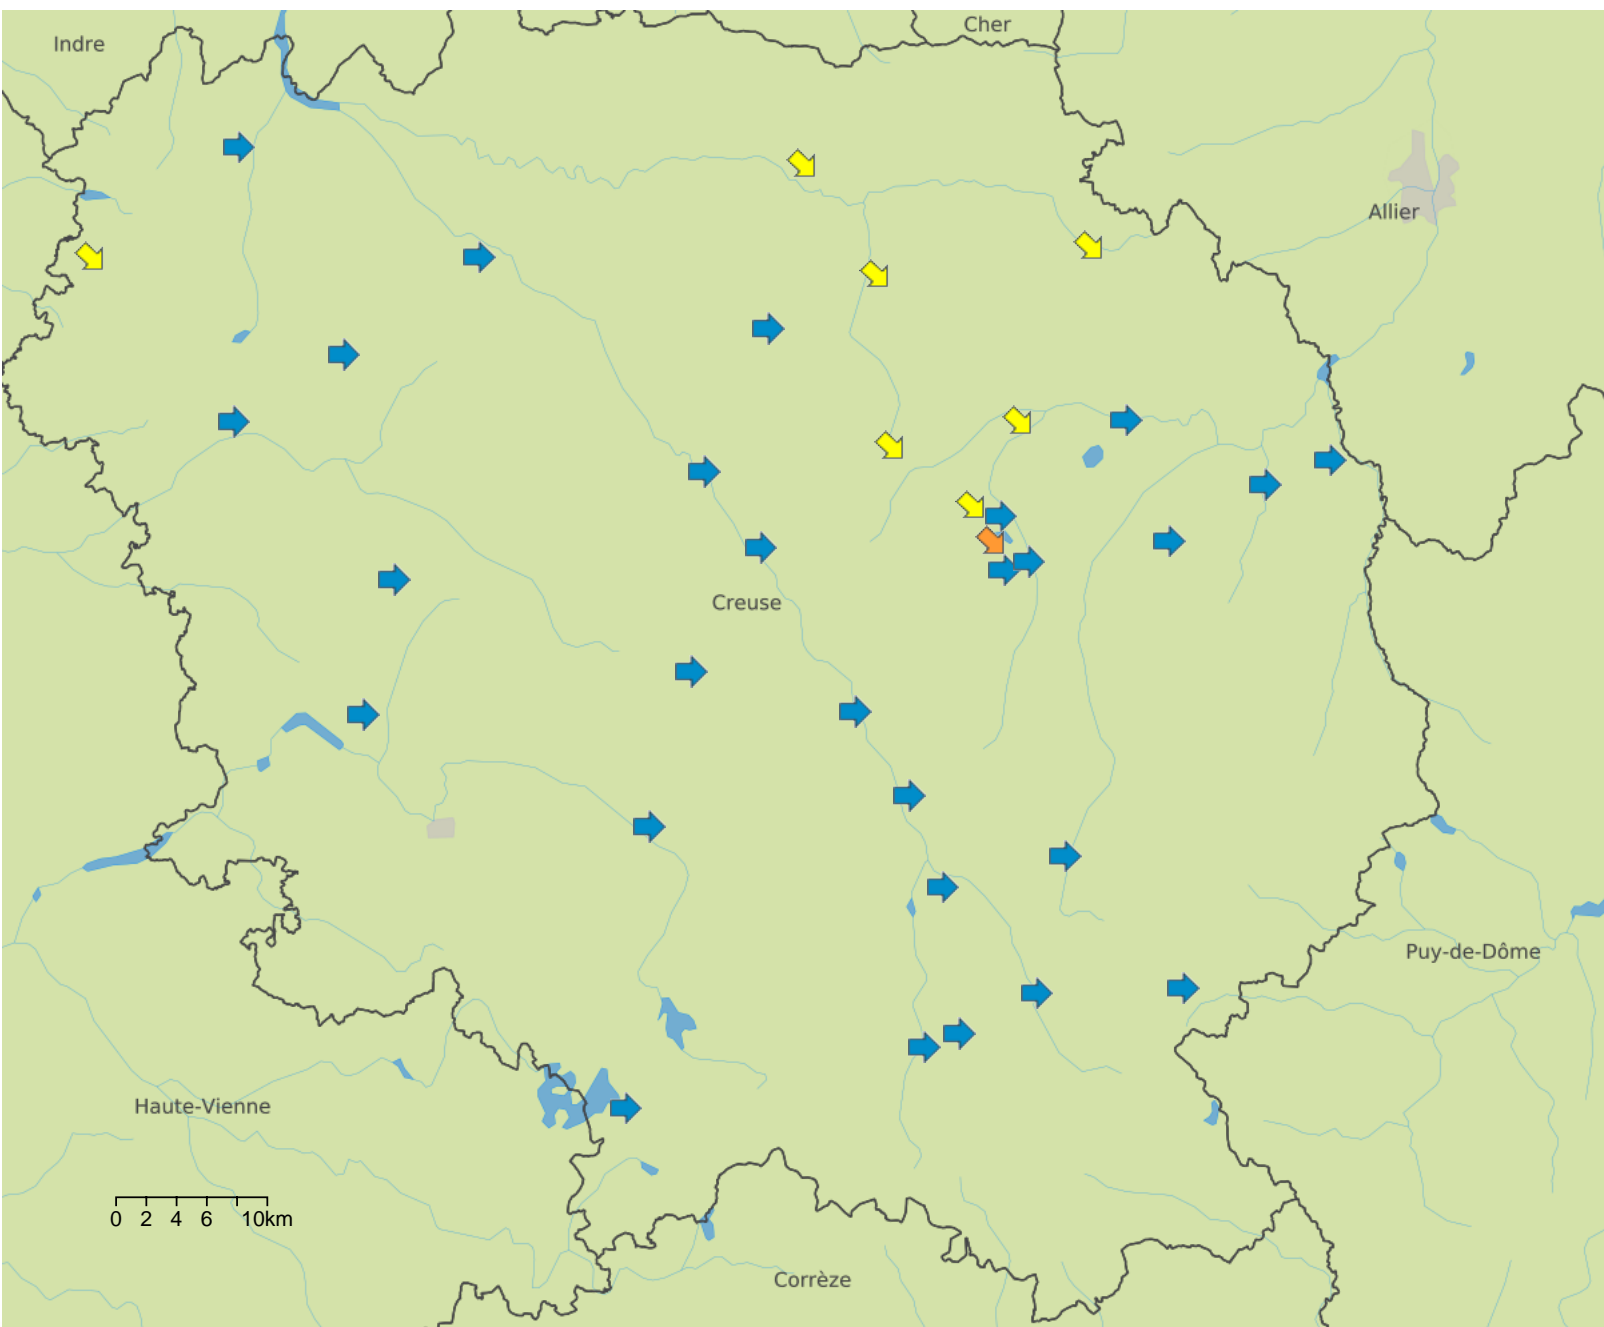 Indre
Cher
Allier
Creuse
Puy-de-Dôme
Haute-Vienne
0 2 4 6 10km
Corrèze